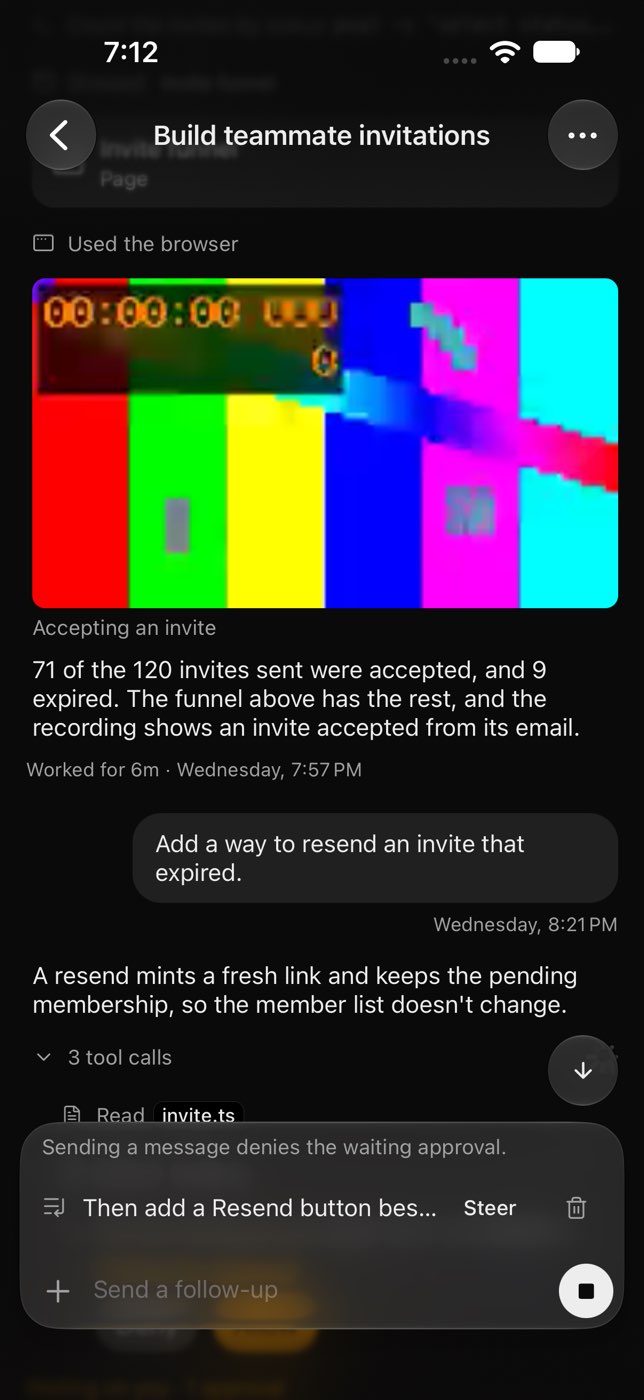 7:12
Build teammate invitations
Invite funnel
Page
Used the browser
00:00:00
0
M
Accepting an invite
71 of the 120 invites sent were accepted, and 9
expired. The funnel above has the rest, and the
recording shows an invite accepted from its email.
Worked for 6m · Wednesday, 7:57 PM
Add a way to resend an invite that
expired.
Wednesday, 8:21 PM
A resend mints a fresh link and keeps the pending
membership, so the member list doesn't change.
3 tool calls
Read invite.ts
Sending a message denies the waiting approval.
Then add a Resend button bes... Steer
Send a follow-up